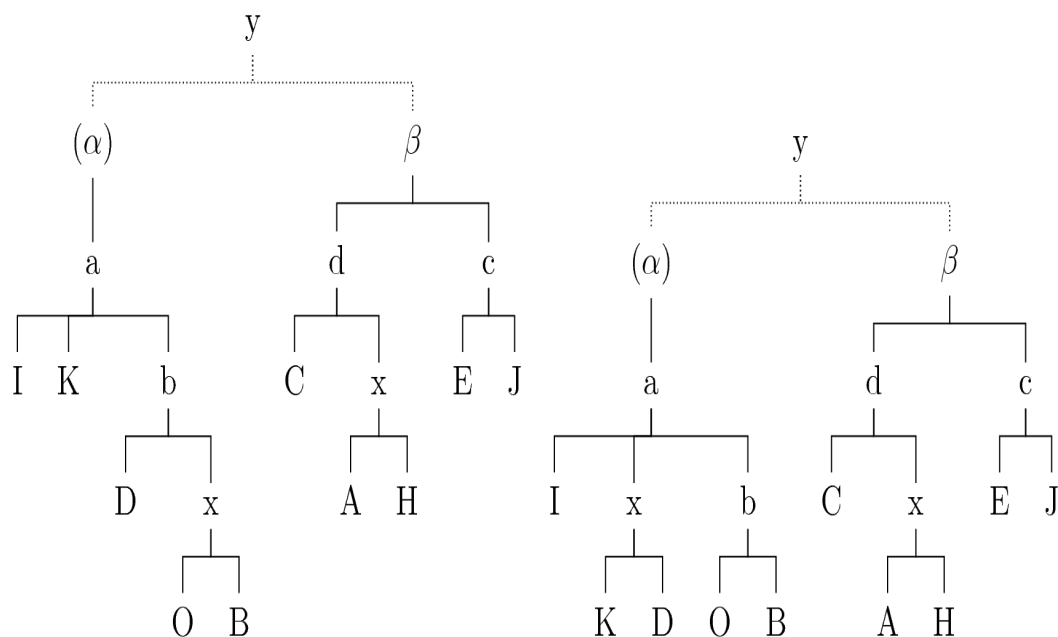 y
(α) β
a d c
I K b C x E J
D x A H
O B
y
(α) β
a d c
I x b C x E J
K D O B A H